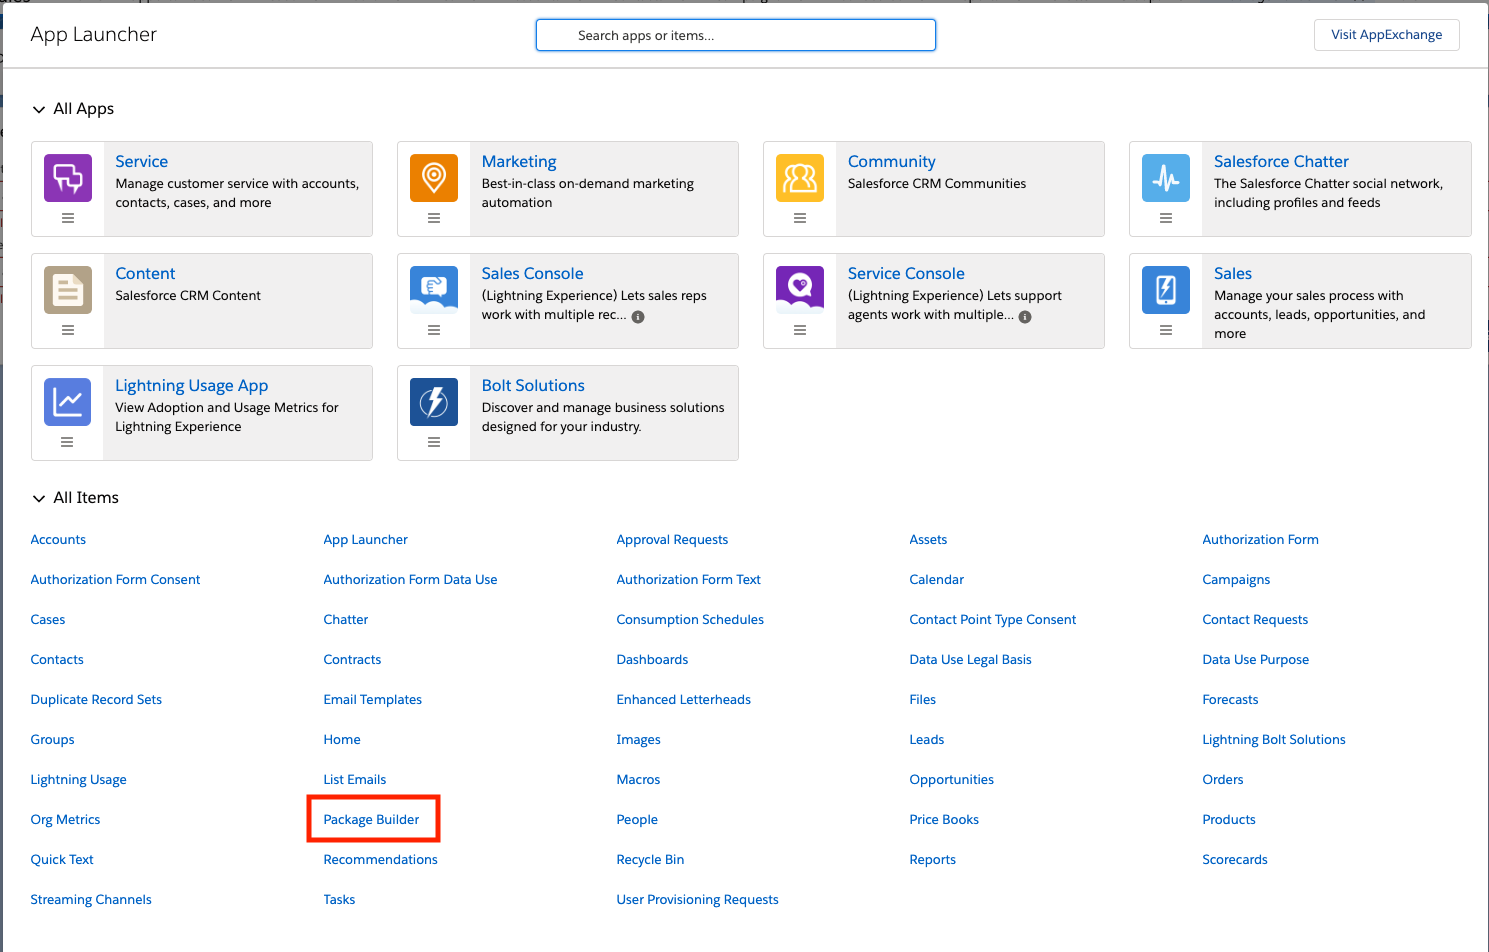 App Launcher
Search apps or items...
Visit AppExchange
All Apps
Service
Manage customer service with accounts,
contacts, cases, and more
Marketing
Best-in-class on-demand marketing
automation
Community
Salesforce CRM Communities
Salesforce Chatter
The Salesforce Chatter social network,
including profiles and feeds
Content
Salesforce CRM Content
Sales Console
(Lightning Experience) Lets sales reps
work with multiple rec...
Service Console
(Lightning Experience) Lets support
agents work with multiple...
Sales
Manage your sales process with
accounts, leads, opportunities, and
more
Lightning Usage App
View Adoption and Usage Metrics for
Lightning Experience
Bolt Solutions
Discover and manage business solutions
designed for your industry.
All Items
Accounts App Launcher Approval Requests Assets Authorization Form
Authorization Form Consent Authorization Form Data Use Authorization Form Text Calendar Campaigns
Cases Chatter Consumption Schedules Contact Point Type Consent Contact Requests
Contacts Contracts Dashboards Data Use Legal Basis Data Use Purpose
Duplicate Record Sets Email Templates Enhanced Letterheads Files Forecasts
Groups Home Images Leads Lightning Bolt Solutions
Lightning Usage List Emails Macros Opportunities Orders
Org Metrics Package Builder People Price Books Products
Quick Text Recommendations Recycle Bin Reports Scorecards
Streaming Channels Tasks User Provisioning Requests